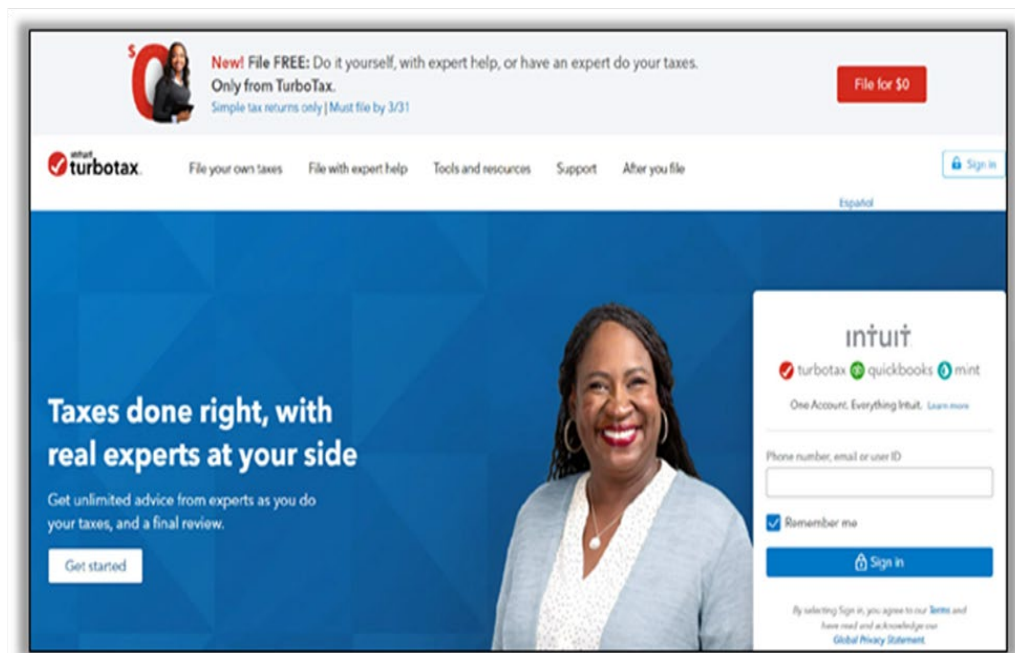 $0
New! File FREE: Do it yourself, with expert help, or have an expert do your taxes.
Only from TurboTax.
Simple tax returns only | Must file by 3/31
File for $0
intuit
turbotax.
File your own taxes
File with expert help
Tools and resources
Support
After you file
Sign in
Español
Taxes done right, with
real experts at your side
Get unlimited advice from experts as you do
your taxes, and a final review.
Get started
intuit
turbotax qb quickbooks mint
One Account. Everything Intuit. Learn more
Phone number, email or user ID
Remember me
Sign in
By selecting Sign in, you agree to our Terms and
have read and acknowledge our
Global Privacy Statement.